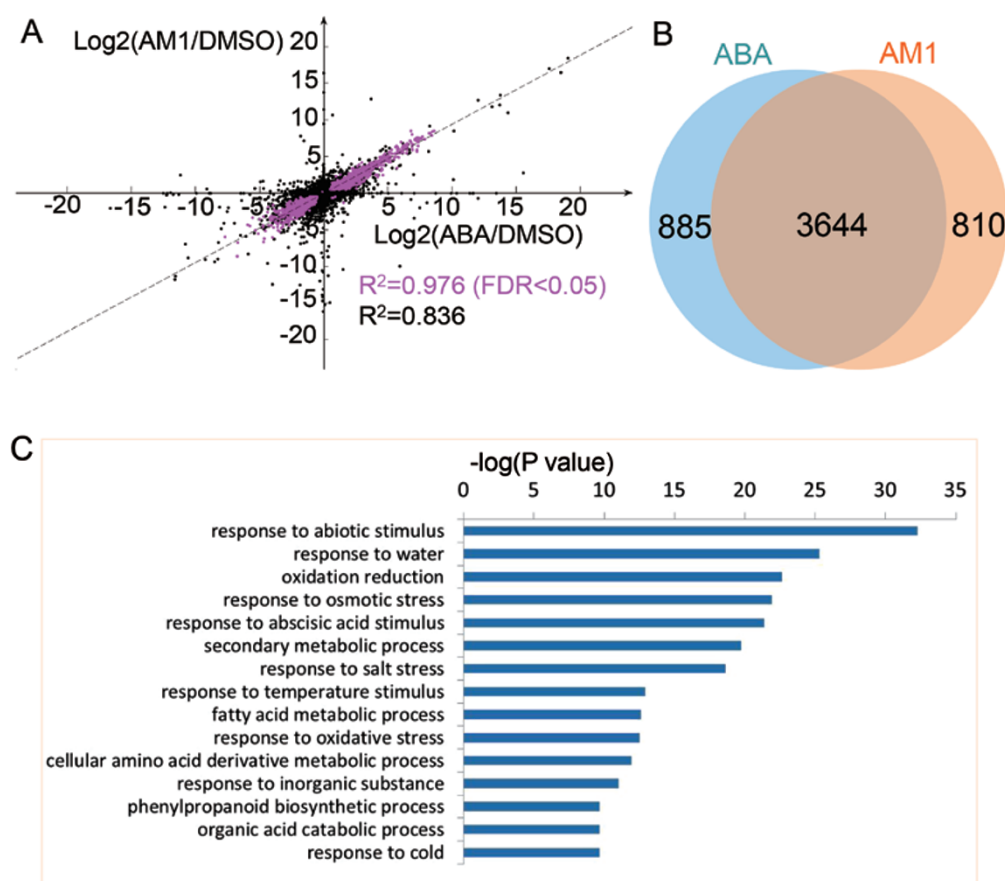 A
Log2(AM1/DMSO)
20
15
10
5
-20
-15
-10
-5
5
10
15
20
-5
Log2(ABA/DMSO)
-10
-15
-20
R²=0.976 (FDR<0.05)
R²=0.836
B
ABA
AM1
885
3644
810
C
-log(P value)
0 5 10 15 20 25 30 35
response to abiotic stimulus
response to water
oxidation reduction
response to osmotic stress
response to abscisic acid stimulus
secondary metabolic process
response to salt stress
response to temperature stimulus
fatty acid metabolic process
response to oxidative stress
cellular amino acid derivative metabolic process
response to inorganic substance
phenylpropanoid biosynthetic process
organic acid catabolic process
response to cold